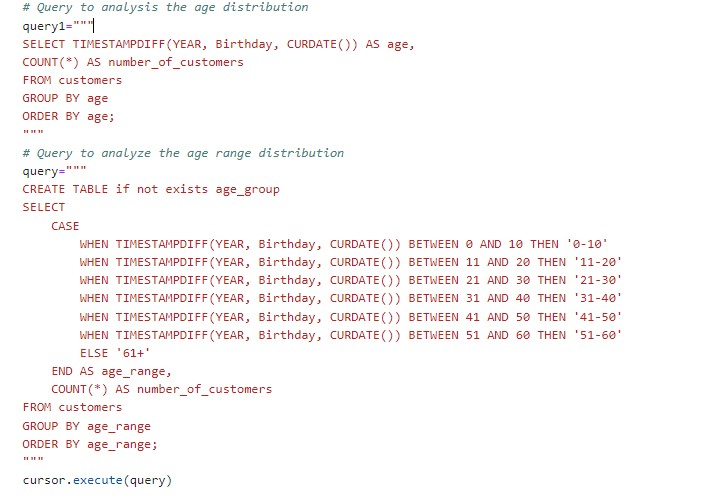 # Query to analysis the age distribution
query1="""
SELECT TIMESTAMPDIFF(YEAR, Birthday, CURDATE()) AS age,
COUNT(*) AS number_of_customers
FROM customers
GROUP BY age
ORDER BY age;
"""
# Query to analyze the age range distribution
query="""
CREATE TABLE if not exists age_group
SELECT
    CASE
        WHEN TIMESTAMPDIFF(YEAR, Birthday, CURDATE()) BETWEEN 0 AND 10 THEN '0-10'
        WHEN TIMESTAMPDIFF(YEAR, Birthday, CURDATE()) BETWEEN 11 AND 20 THEN '11-20'
        WHEN TIMESTAMPDIFF(YEAR, Birthday, CURDATE()) BETWEEN 21 AND 30 THEN '21-30'
        WHEN TIMESTAMPDIFF(YEAR, Birthday, CURDATE()) BETWEEN 31 AND 40 THEN '31-40'
        WHEN TIMESTAMPDIFF(YEAR, Birthday, CURDATE()) BETWEEN 41 AND 50 THEN '41-50'
        WHEN TIMESTAMPDIFF(YEAR, Birthday, CURDATE()) BETWEEN 51 AND 60 THEN '51-60'
        ELSE '61+'
    END AS age_range,
    COUNT(*) AS number_of_customers
FROM customers
GROUP BY age_range
ORDER BY age_range;
"""
cursor.execute(query)